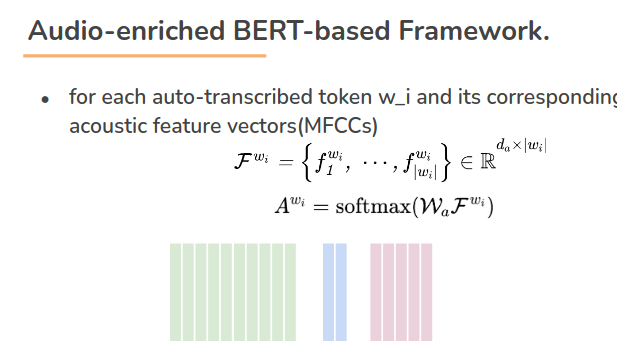 Audio-enriched BERT-based Framework.
● for each auto-transcribed token w_i and its corresponding
acoustic feature vectors(MFCCs)
$\mathcal{F}^{w_i} = \left\{ f_1^{w_i}, \cdots, f_{|w_i|}^{w_i} \right\} \in \mathbb{R}^{d_a \times |w_i|}$
$A^{w_i} = \text{softmax}(\mathcal{W}_a \mathcal{F}^{w_i})$